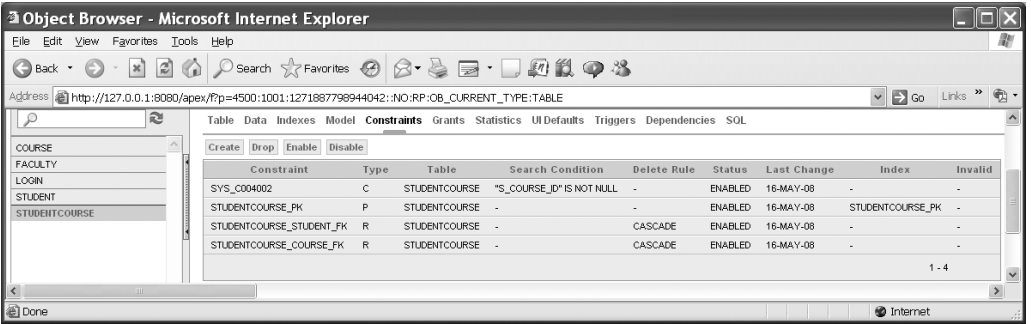 Object Browser - Microsoft Internet Explorer
File Edit View Favorites Tools Help
Back Search Favorites
Address http://127.0.0.1:8080/apex/f?p=4500:1001:1271887798944042::NO:RP:OB_CURRENT_TYPE:TABLE Go Links »
Table Data Indexes Model Constraints Grants Statistics UI Defaults Triggers Dependencies SQL
COURSE
FACULTY
LOGIN
STUDENT
STUDENTCOURSE
Create Drop Enable Disable
Constraint Type Table Search Condition Delete Rule Status Last Change Index Invalid
SYS_C004002 C STUDENTCOURSE "S_COURSE_ID" IS NOT NULL - ENABLED 16-MAY-08 - -
STUDENTCOURSE_PK P STUDENTCOURSE - - ENABLED 16-MAY-08 STUDENTCOURSE_PK -
STUDENTCOURSE_STUDENT_FK R STUDENTCOURSE - CASCADE ENABLED 16-MAY-08 - -
STUDENTCOURSE_COURSE_FK R STUDENTCOURSE - CASCADE ENABLED 16-MAY-08 - -
1 - 4
Done Internet